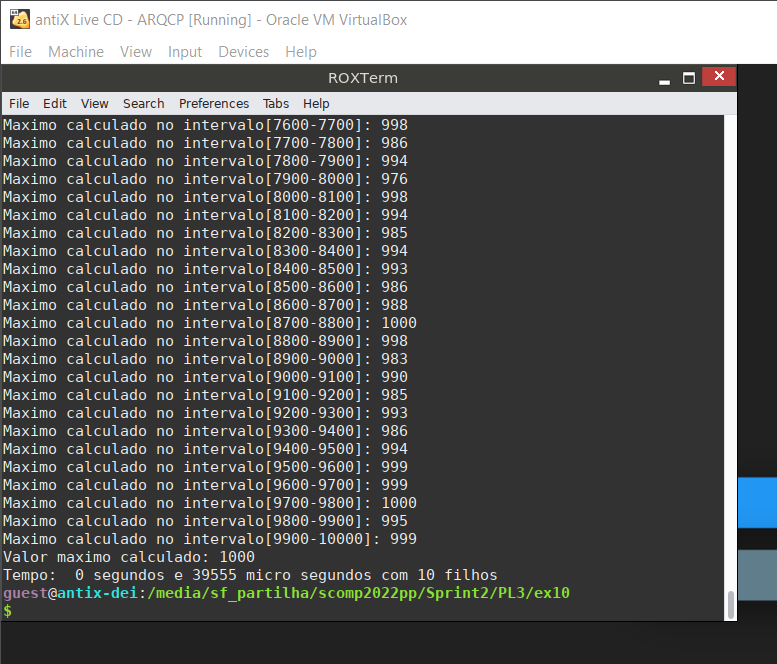 antiX Live CD - ARQCP [Running] - Oracle VM VirtualBox
File Machine View Input Devices Help
ROXTerm
File Edit View Search Preferences Tabs Help
Maximo calculado no intervalo[7600-7700]: 998
Maximo calculado no intervalo[7700-7800]: 986
Maximo calculado no intervalo[7800-7900]: 994
Maximo calculado no intervalo[7900-8000]: 976
Maximo calculado no intervalo[8000-8100]: 998
Maximo calculado no intervalo[8100-8200]: 994
Maximo calculado no intervalo[8200-8300]: 985
Maximo calculado no intervalo[8300-8400]: 994
Maximo calculado no intervalo[8400-8500]: 993
Maximo calculado no intervalo[8500-8600]: 986
Maximo calculado no intervalo[8600-8700]: 988
Maximo calculado no intervalo[8700-8800]: 1000
Maximo calculado no intervalo[8800-8900]: 998
Maximo calculado no intervalo[8900-9000]: 983
Maximo calculado no intervalo[9000-9100]: 990
Maximo calculado no intervalo[9100-9200]: 985
Maximo calculado no intervalo[9200-9300]: 993
Maximo calculado no intervalo[9300-9400]: 986
Maximo calculado no intervalo[9400-9500]: 994
Maximo calculado no intervalo[9500-9600]: 999
Maximo calculado no intervalo[9600-9700]: 999
Maximo calculado no intervalo[9700-9800]: 1000
Maximo calculado no intervalo[9800-9900]: 995
Maximo calculado no intervalo[9900-10000]: 999
Valor maximo calculado: 1000
Tempo:  0 segundos e 39555 micro segundos com 10 filhos
guest@antix-dei:/media/sf_partilha/scomp2022pp/Sprint2/PL3/ex10
$